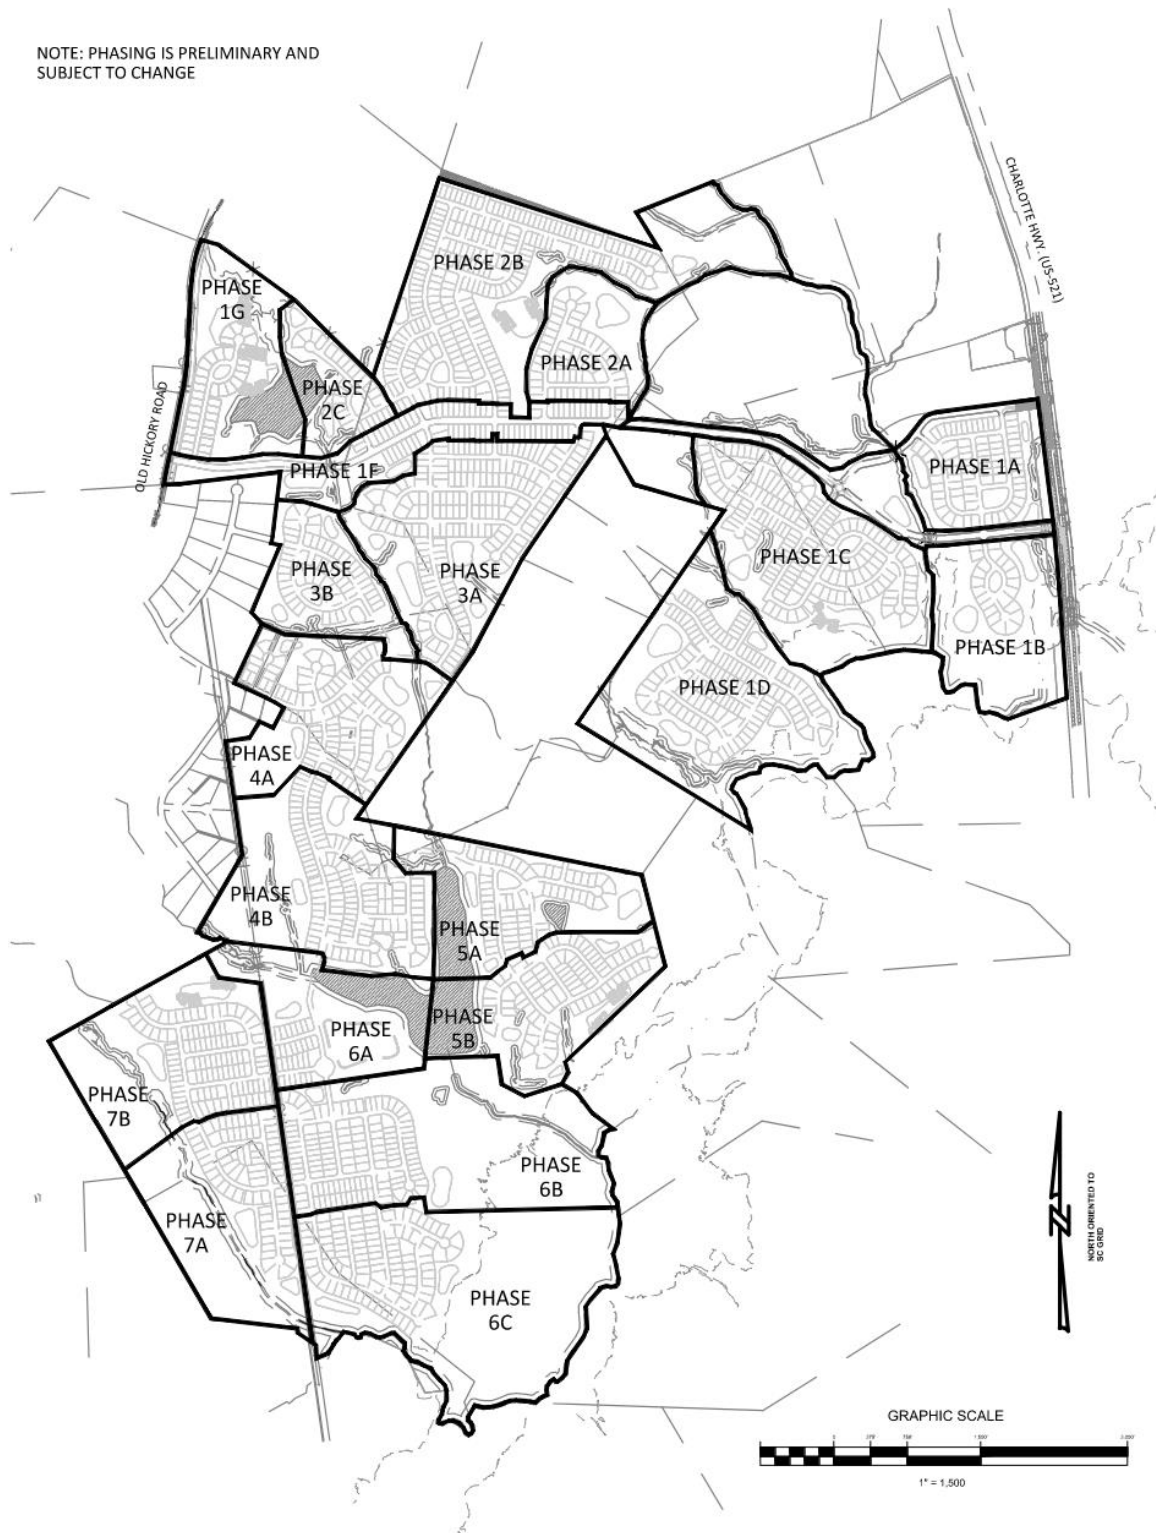 NOTE: PHASING IS PRELIMINARY AND
SUBJECT TO CHANGE
CHARLOTTE HWY. (US-521)
PHASE 2B
PHASE
1G
PHASE 2A
PHASE
2C
OLD HICKORY ROAD
PHASE 1F
PHASE 1A
PHASE 1C
PHASE
3B
PHASE
3A
PHASE 1B
PHASE 1D
PHASE
4A
PHASE
4B
PHASE
5A
PHASE
5B
PHASE
6A
PHASE
7B
PHASE
6B
PHASE
7A
PHASE
6C
N
NORTH ORIENTED TO
SC GRID
GRAPHIC SCALE
1" = 1,500